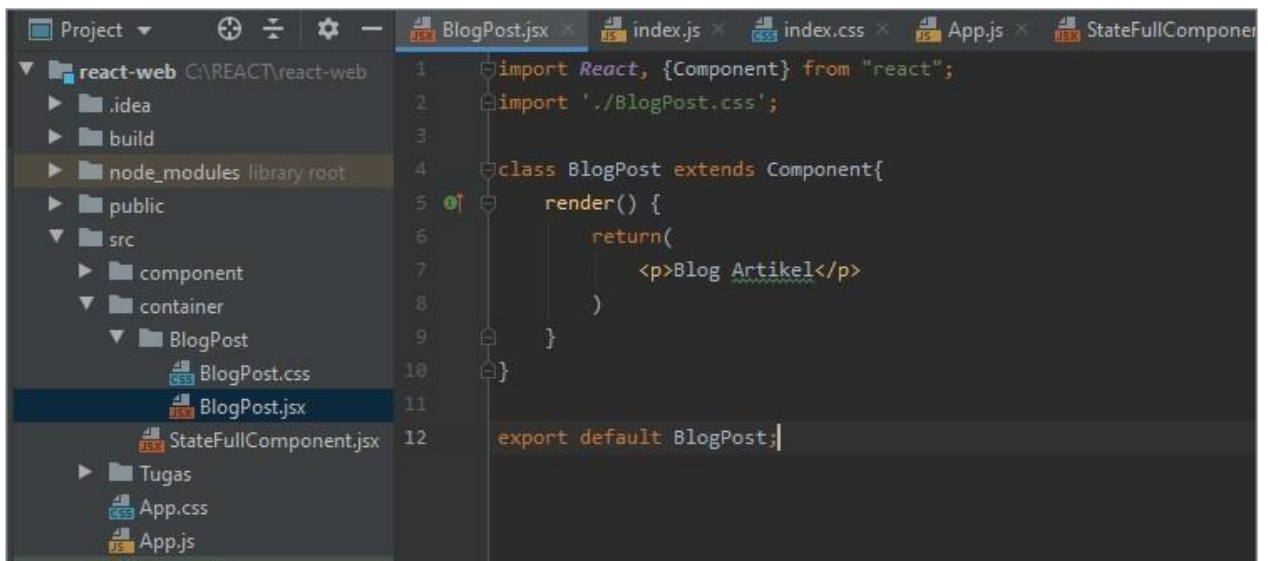 Project
react-web C:\REACT\react-web
.idea
build
node_modules library root
public
src
component
container
BlogPost
BlogPost.css
BlogPost.jsx
StateFullComponent.jsx
Tugas
App.css
App.js
BlogPost.jsx index.js index.css App.js StateFullComponen
1 import React, {Component} from "react";
2 import './BlogPost.css';
3
4 class BlogPost extends Component{
5 render() {
6 return(
7 <p>Blog Artikel</p>
8 )
9 }
10 }
11
12 export default BlogPost;